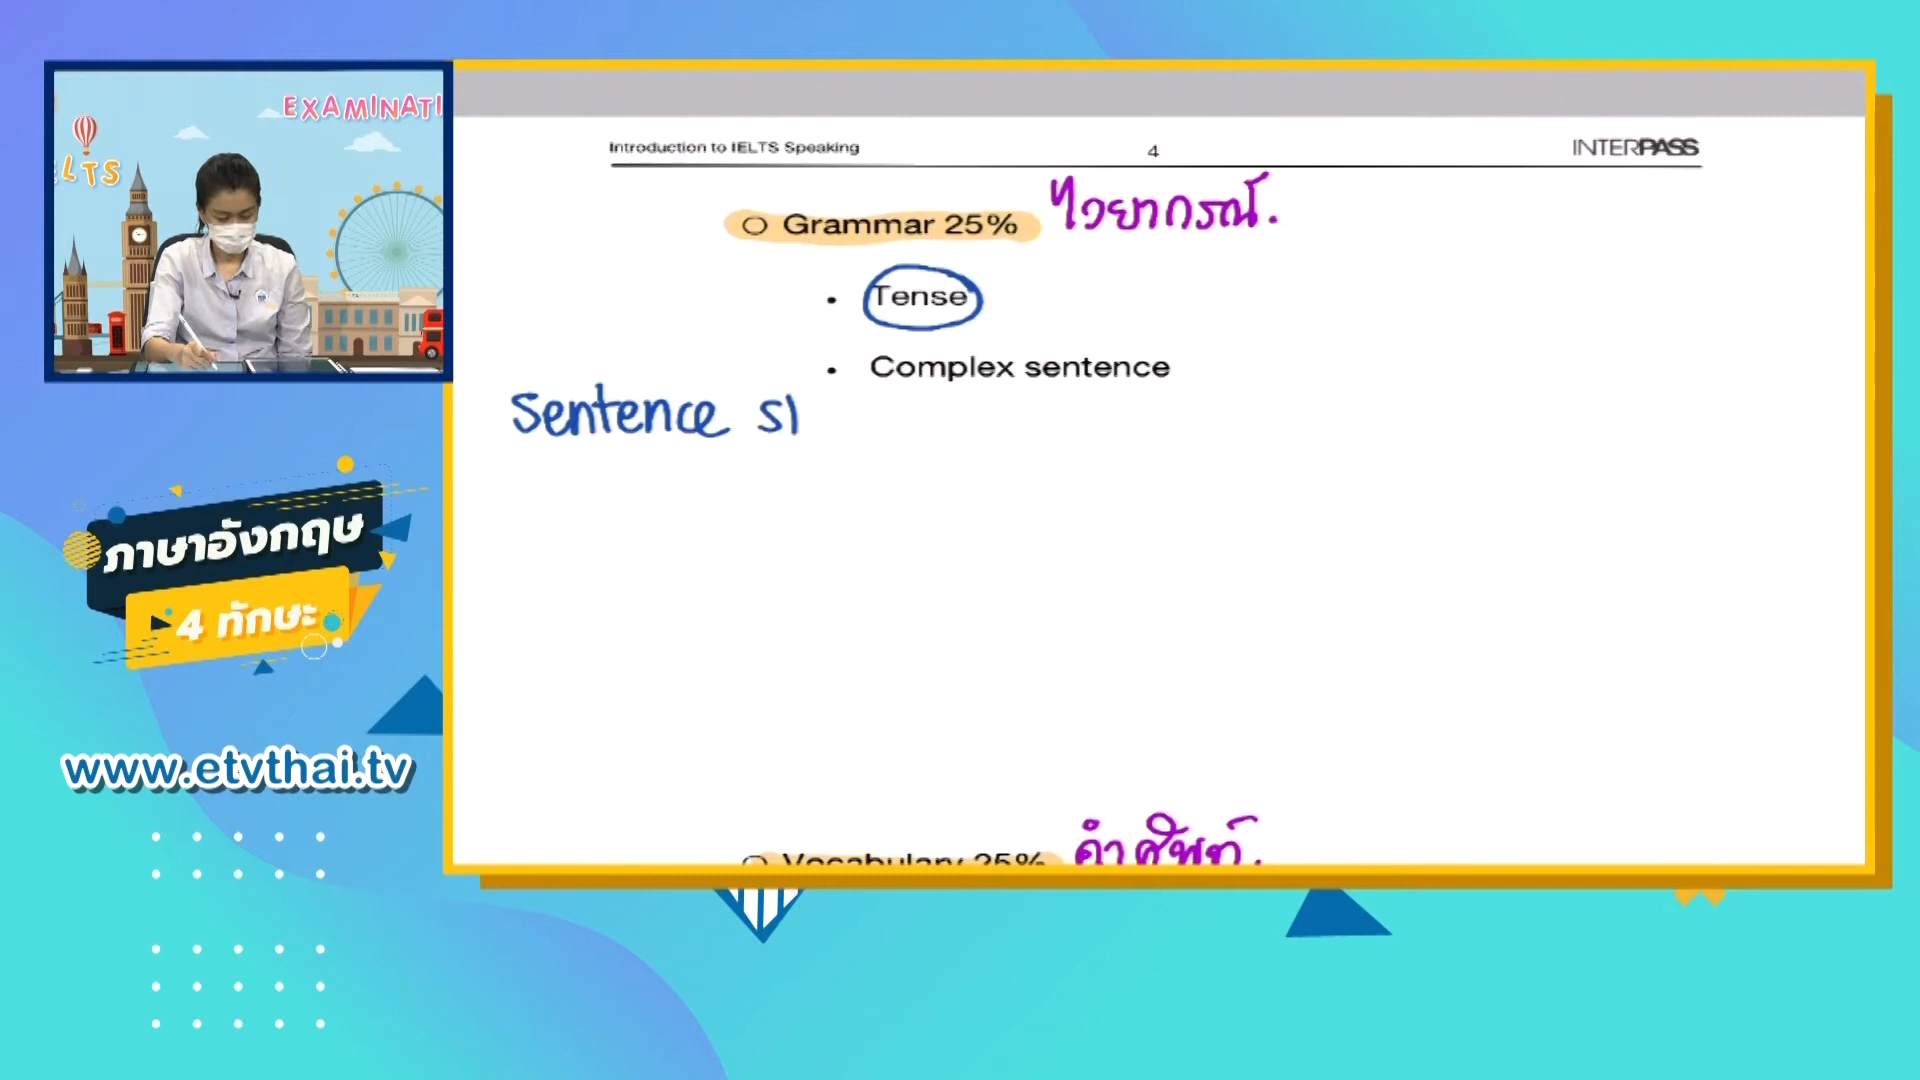 EXAMINATI
LTS
Introduction to IELTS Speaking
4
INTERPASS
Grammar 25%
ไวยากรณ์.
Tense
Complex sentence
Sentence
ภาษาอังกฤษ
4 ทักษะ
www.etvthai.tv
Vocabulary 25%
คำศัพท์.